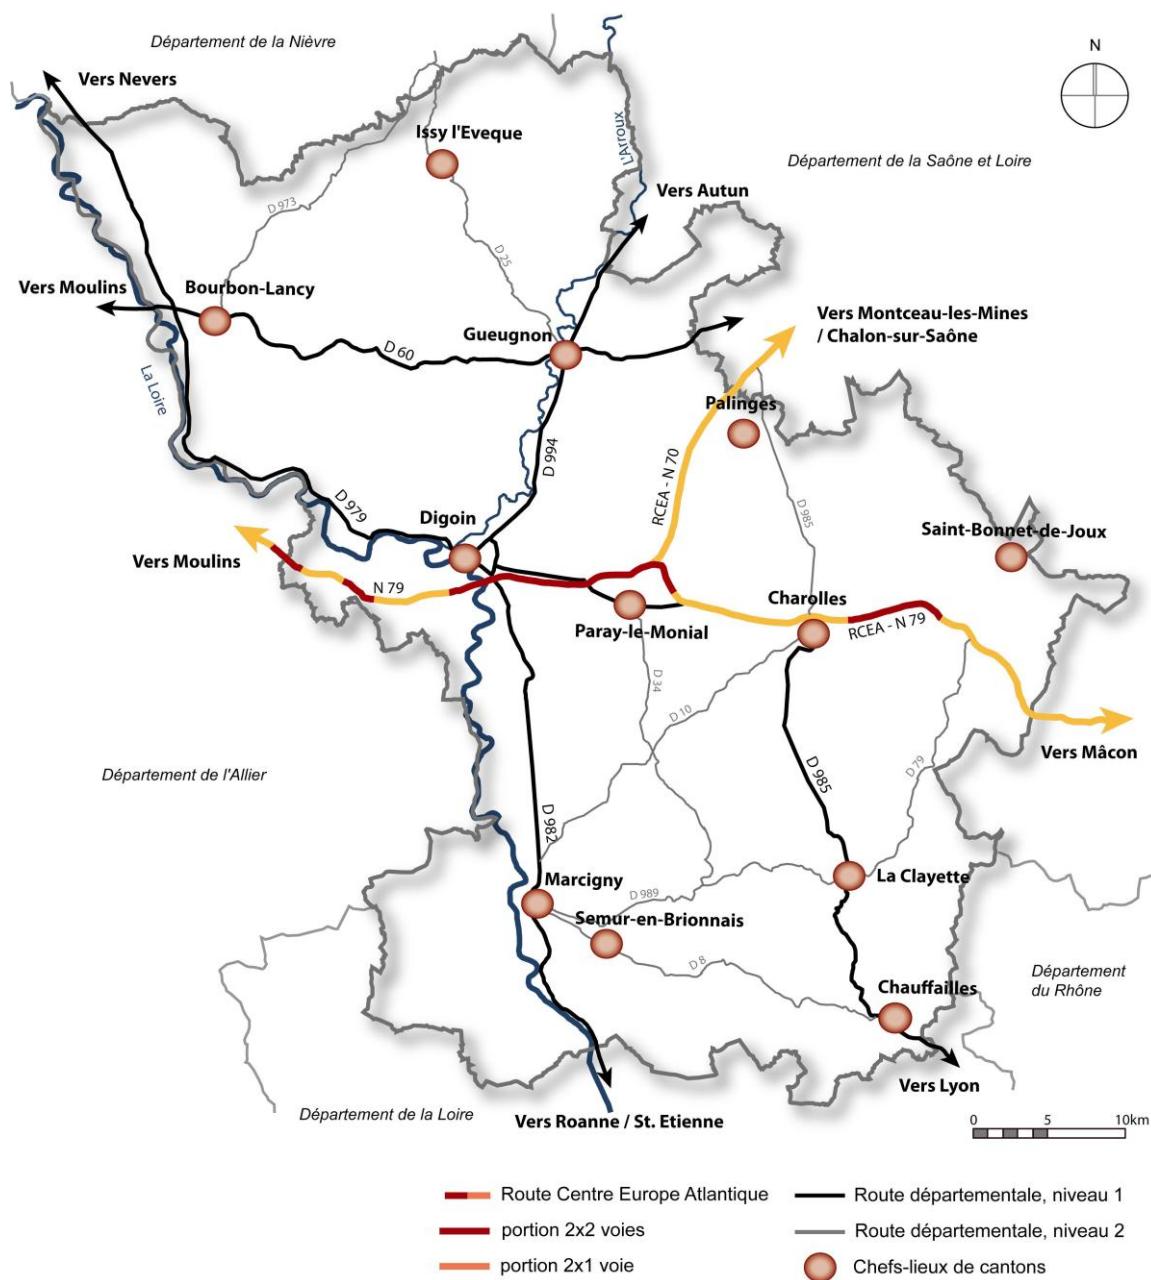 Département de la Nièvre
N
Vers Nevers
Issy l'Eveque
L'Arroux
Département de la Saône et Loire
Vers Autun
D 973
D 25
Vers Moulins
Bourbon-Lancy
Gueugnon
Vers Montceau-les-Mines
/ Chalon-sur-Saône
D 60
La Loire
Palinges
D 994
RCEA - N 70
D 979
Digoin
D 985
Saint-Bonnet-de-Joux
Vers Moulins
N 79
Charolles
Paray-le-Monial
RCEA - N 79
D 34
D 10
Vers Mâcon
Département de l'Allier
D 79
D 985
D 982
Marcigny
La Clayette
D 989
Semur-en-Brionnais
D 8
Département
du Rhône
Chauffailles
Vers Lyon
Département de la Loire
Vers Roanne / St. Etienne
0 5 10km
Route Centre Europe Atlantique
Route départementale, niveau 1
portion 2x2 voies
Route départementale, niveau 2
portion 2x1 voie
Chefs-lieux de cantons